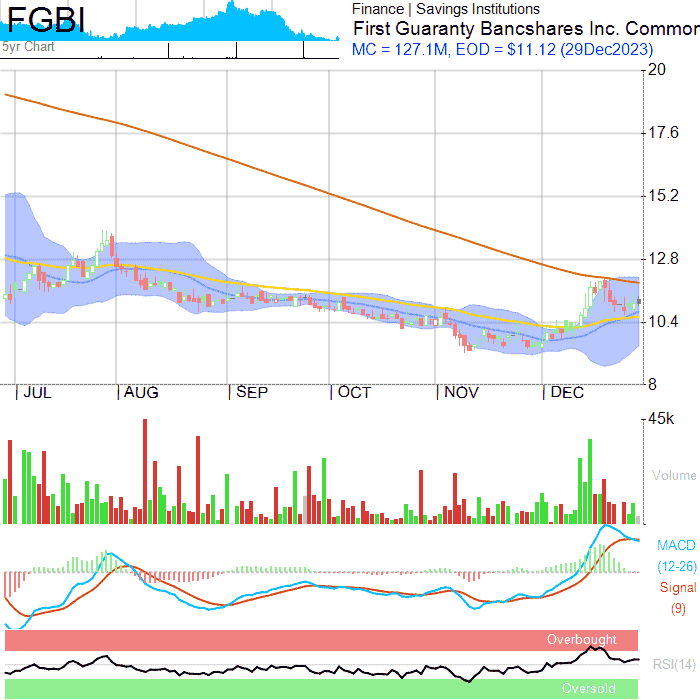 FGBI
5yr Chart
Finance | Savings Institutions
First Guaranty Bancshares Inc. Common
MC = 127.1M, EOD = $11.12 (29Dec2023)
20
17.6
15.2
12.8
10.4
8
JUL AUG SEP OCT NOV DEC
45k
Volume
MACD
(12-26)
Signal
(9)
Overbought
RSI(14)
Oversold